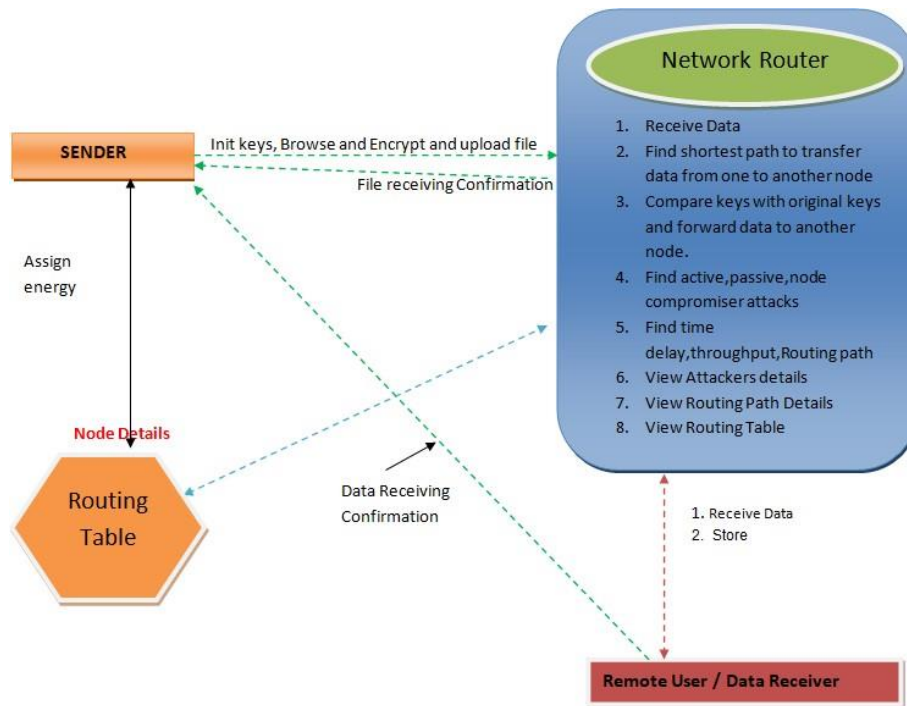 Network Router
1. Receive Data
2. Find shortest path to transfer
data from one to another node
3. Compare keys with original keys
and forward data to another
node.
4. Find active,passive,node
compromiser attacks
5. Find time
delay,throughput,Routing path
6. View Attackers details
7. View Routing Path Details
8. View Routing Table
SENDER
Init keys, Browse and Encrypt and upload file
File receiving Confirmation
Assign
energy
Node Details
Routing
Table
Data Receiving
Confirmation
1. Receive Data
2. Store
Remote User / Data Receiver